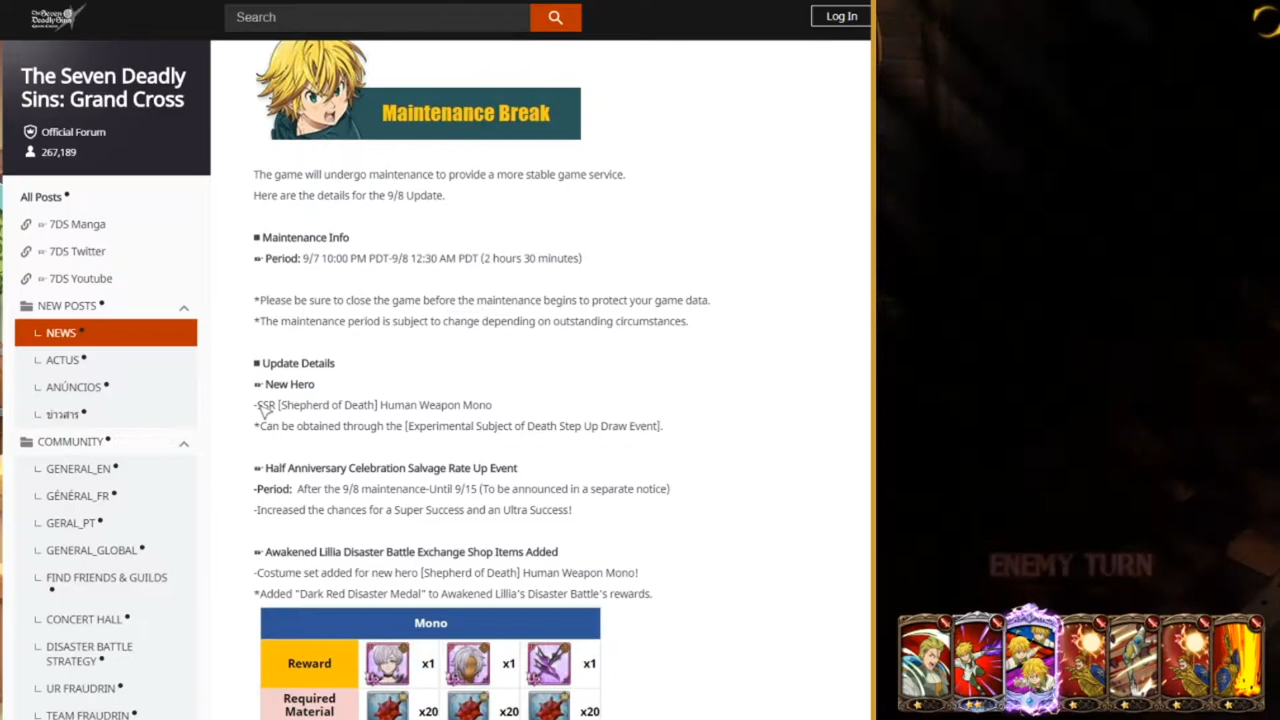 The Seven
Deadly Sins
Search
Log In
The Seven Deadly
Sins: Grand Cross
Official Forum
267,189
All Posts
7DS Manga
7DS Twitter
7DS Youtube
NEW POSTS
NEWS
ACTUS
ANÚNCIOS
ข่าวสาร
COMMUNITY
GENERAL_EN
GÉNÉRAL_FR
GERAL_PT
GENERAL_GLOBAL
FIND FRIENDS & GUILDS
CONCERT HALL
DISASTER BATTLE
STRATEGY
UR FRAUDRIN
TEAM FRAUDRIN
Maintenance Break
The game will undergo maintenance to provide a more stable game service.
Here are the details for the 9/8 Update.
■ Maintenance Info
☞ Period: 9/7 10:00 PM PDT-9/8 12:30 AM PDT (2 hours 30 minutes)
*Please be sure to close the game before the maintenance begins to protect your game data.
*The maintenance period is subject to change depending on outstanding circumstances.
■ Update Details
☞ New Hero
-SSR [Shepherd of Death] Human Weapon Mono
*Can be obtained through the [Experimental Subject of Death Step Up Draw Event].
☞ Half Anniversary Celebration Salvage Rate Up Event
-Period: After the 9/8 maintenance-Until 9/15 (To be announced in a separate notice)
-Increased the chances for a Super Success and an Ultra Success!
☞ Awakened Lillia Disaster Battle Exchange Shop Items Added
-Costume set added for new hero [Shepherd of Death] Human Weapon Mono!
*Added "Dark Red Disaster Medal" to Awakened Lillia's Disaster Battle's rewards.
Mono
Reward x1 x1 x1
Required
Material x20 x20 x20
ENEMY TURN